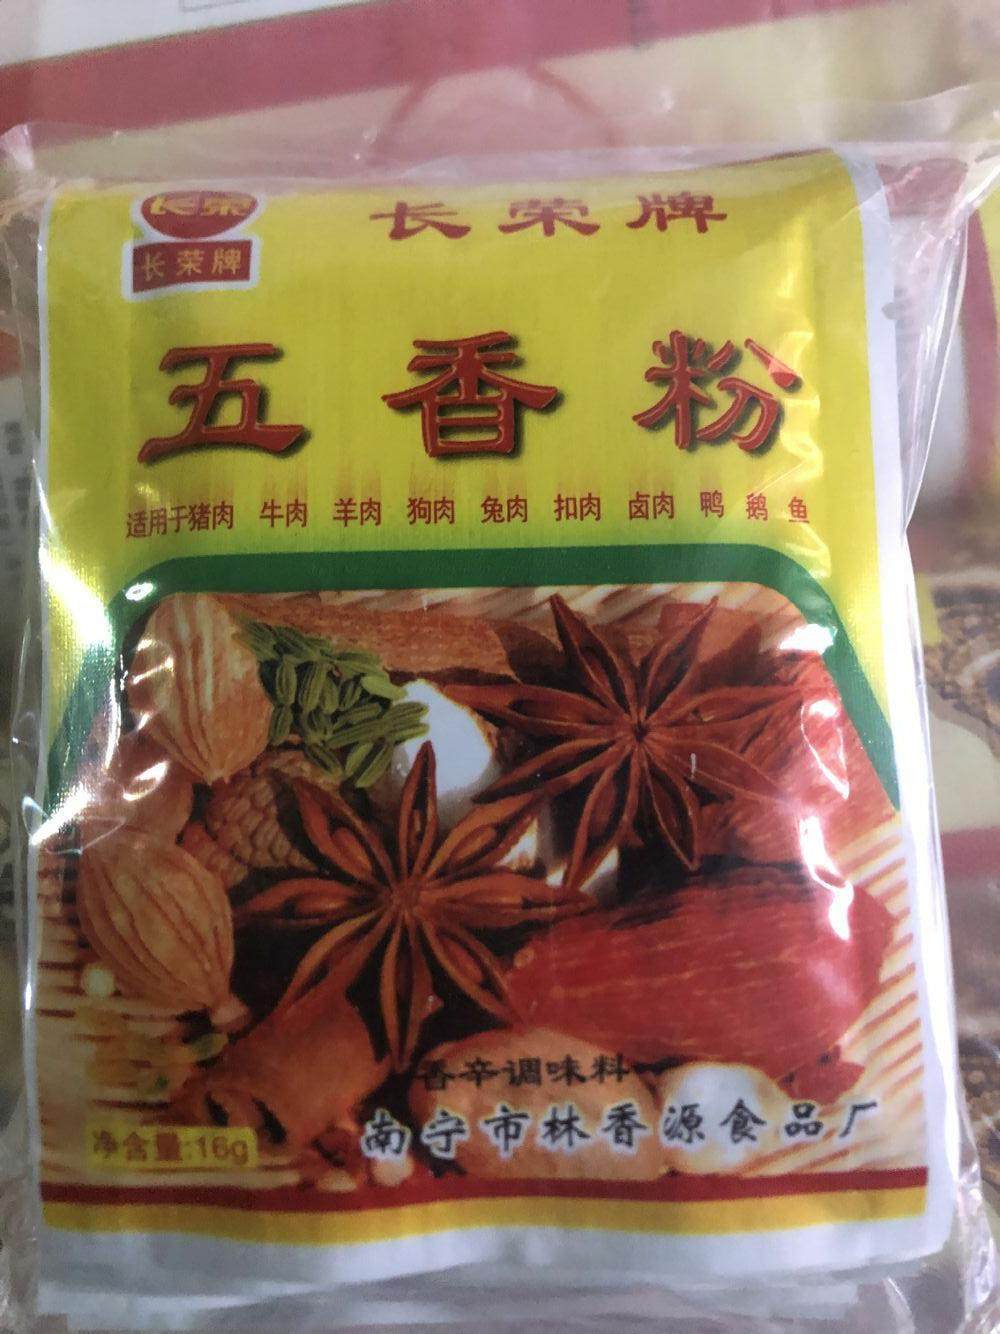 长荣
长荣牌
长荣牌
五香粉
适用于猪肉 牛肉 羊肉 狗肉 兔肉 扣肉 卤肉 鸭 鹅 鱼
香辛调味料
净含量:16g
南宁市林香源食品厂